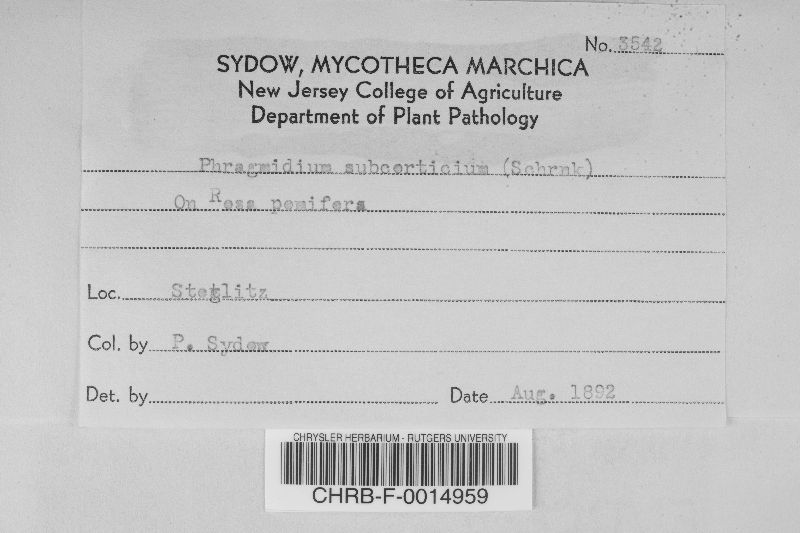 No. 3542
SYDOW, MYCOTHECA MARCHICA
New Jersey College of Agriculture
Department of Plant Pathology
Phragmidium subcorticium (Schrnk)
On Rosa pomifera
Loc. Steglitz
Col. by P. Sydow
Det. by
Date Aug. 1892
CHRYSLER HERBARIUM - RUTGERS UNIVERSITY
CHRB-F-0014959